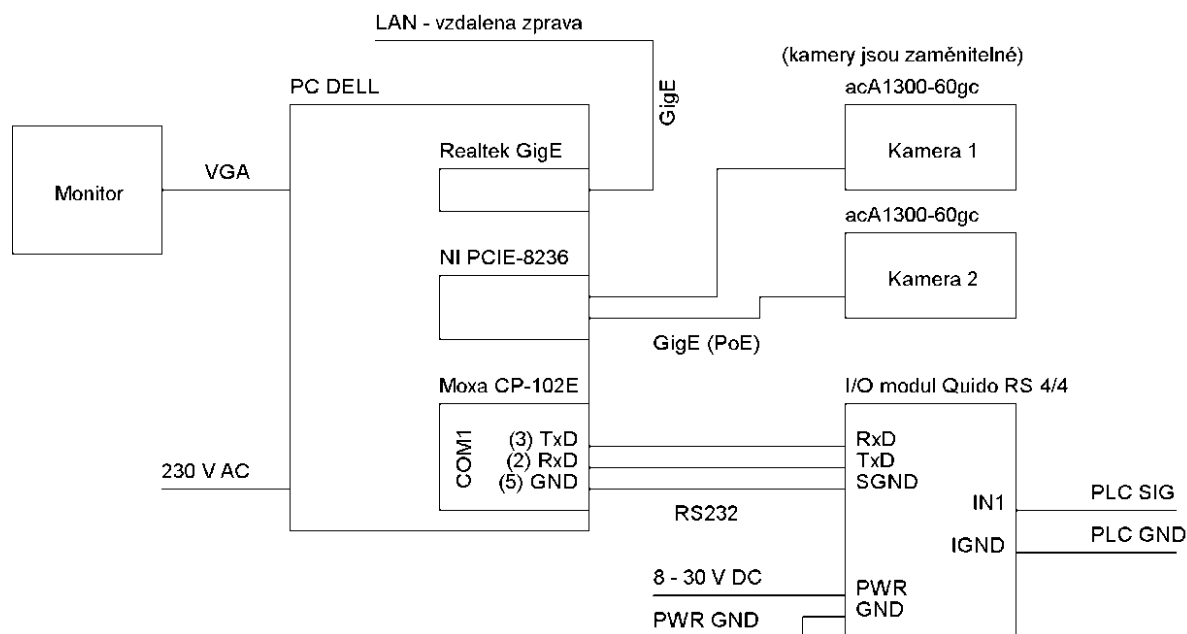 LAN - vzdalena zprava
(kamery jsou zaměnitelné)
PC DELL
acA1300-60gc
GigE
Realtek GigE
Kamera 1
VGA
Monitor
acA1300-60gc
NI PCIE-8236
Kamera 2
GigE (PoE)
Moxa CP-102E
I/O modul Quido RS 4/4
COM1
(3) TxD
RxD
(2) RxD
TxD
230 V AC
(5) GND
SGND
RS232
IN1
PLC SIG
IGND
PLC GND
8 - 30 V DC
PWR
PWR GND
GND